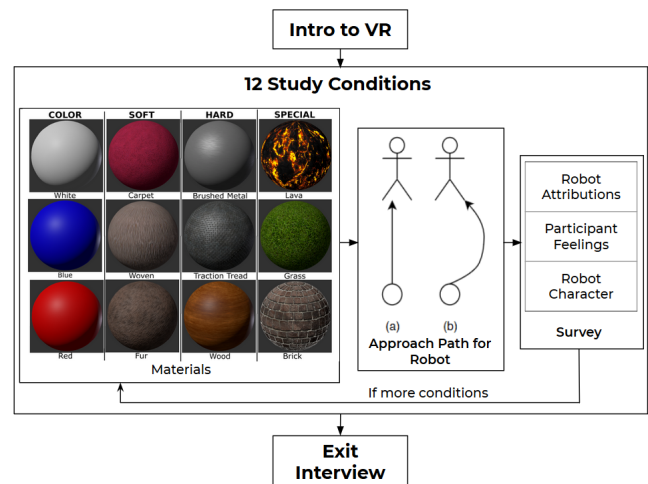 Intro to VR
12 Study Conditions
COLOR SOFT HARD SPECIAL
White Carpet Brushed Metal Lava
Blue Woven Traction Tread Grass
Red Fur Wood Brick
Materials
(a) (b)
Approach Path for
Robot
Robot
Attributions
Participant
Feelings
Robot
Character
Survey
If more conditions
Exit
Interview